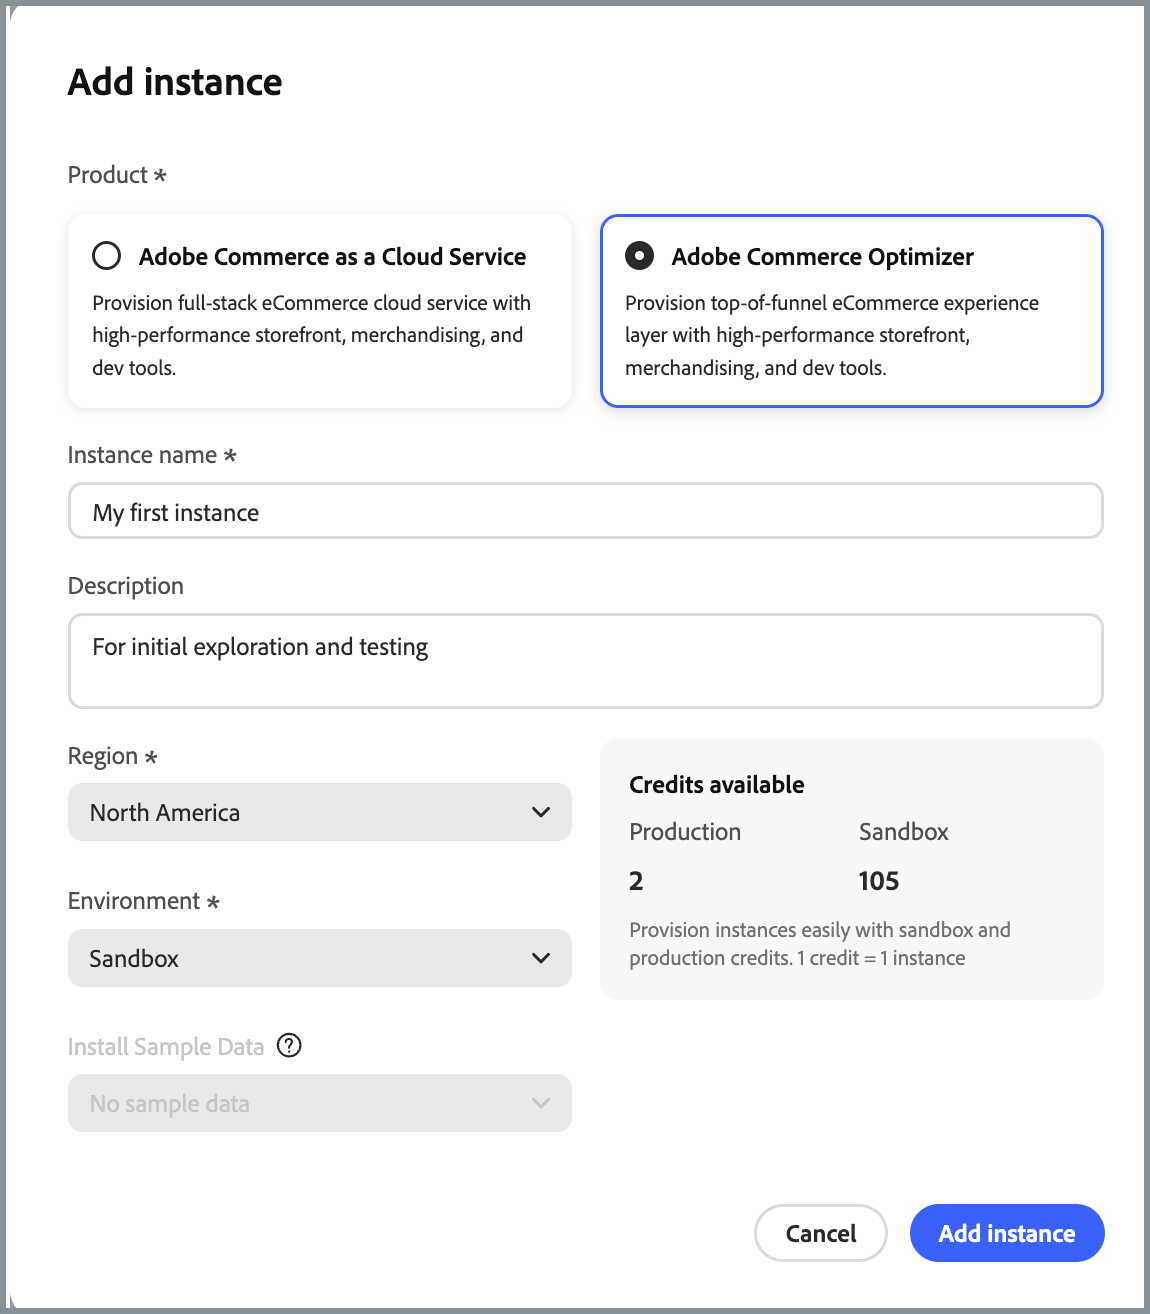 Add instance
Product *
Adobe Commerce as a Cloud Service
Provision full-stack eCommerce cloud service with
high-performance storefront, merchandising, and
dev tools.
Adobe Commerce Optimizer
Provision top-of-funnel eCommerce experience
layer with high-performance storefront,
merchandising, and dev tools.
Instance name *
My first instance
Description
For initial exploration and testing
Region *
North America
Environment *
Sandbox
Install Sample Data ?
No sample data
Credits available
Production Sandbox
2 105
Provision instances easily with sandbox and
production credits. 1 credit = 1 instance
Cancel Add instance